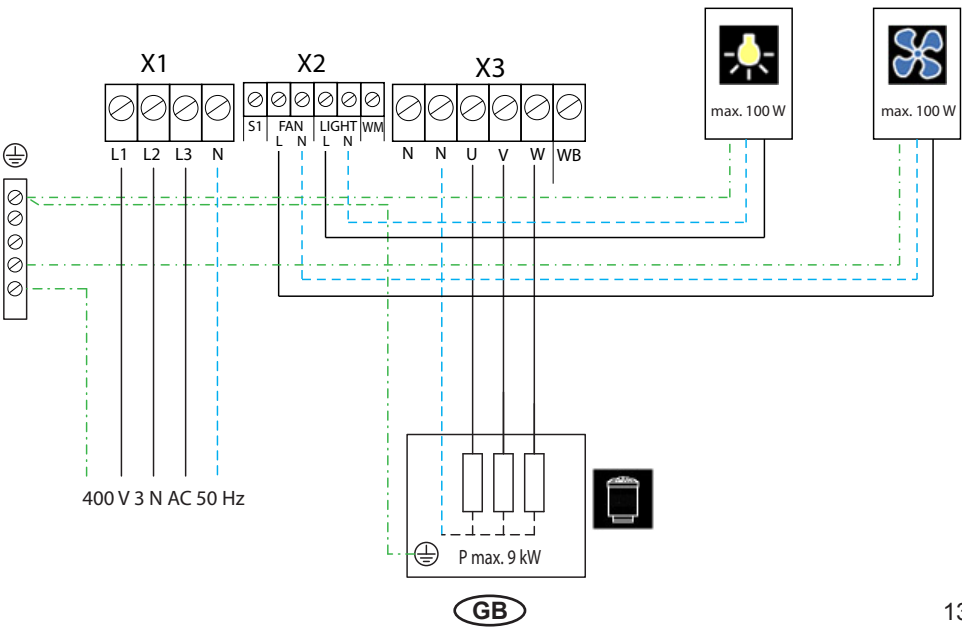 X1 X2 X3
max. 100 W max. 100 W
S1 FAN LIGHT WM
L N L N
L1 L2 L3 N
N N U V W WB
400 V 3 N AC 50 Hz
P max. 9 kW
GB
13